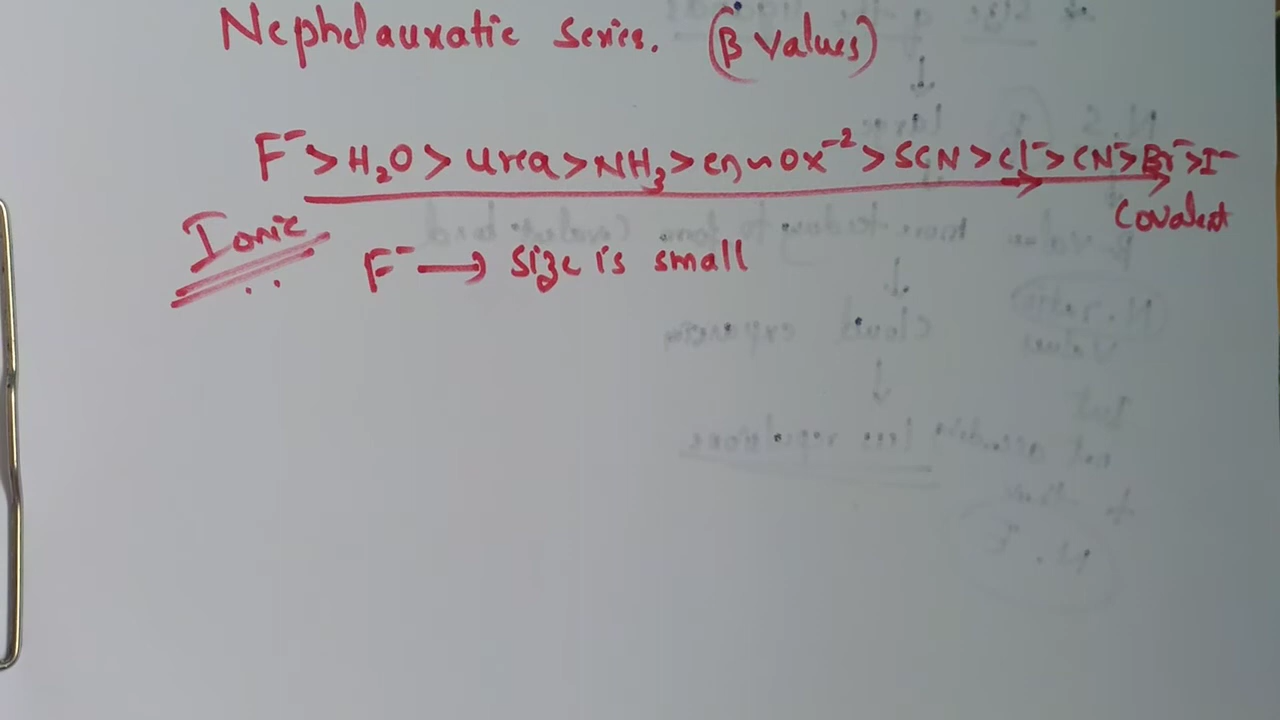 Nephelauxatic Series. (β values)
F⁻ > H₂O > urea > NH₃ > en ~ ox⁻² > SCN > Cl⁻ > CN⁻ > Br⁻ > I⁻
Covalent
Ionic
F⁻ → Size is small